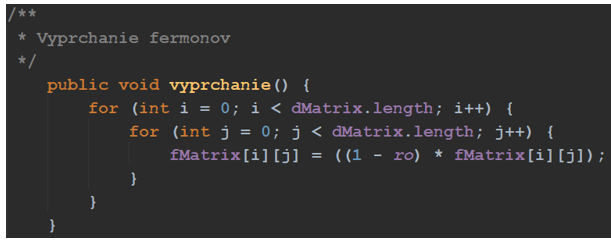 /**
 * Vyprchanie fermonov
 */
    public void vyprchanie() {
        for (int i = 0; i < dMatrix.length; i++) {
            for (int j = 0; j < dMatrix.length; j++) {
                fMatrix[i][j] = ((1 - ro) * fMatrix[i][j]);
            }
        }
    }